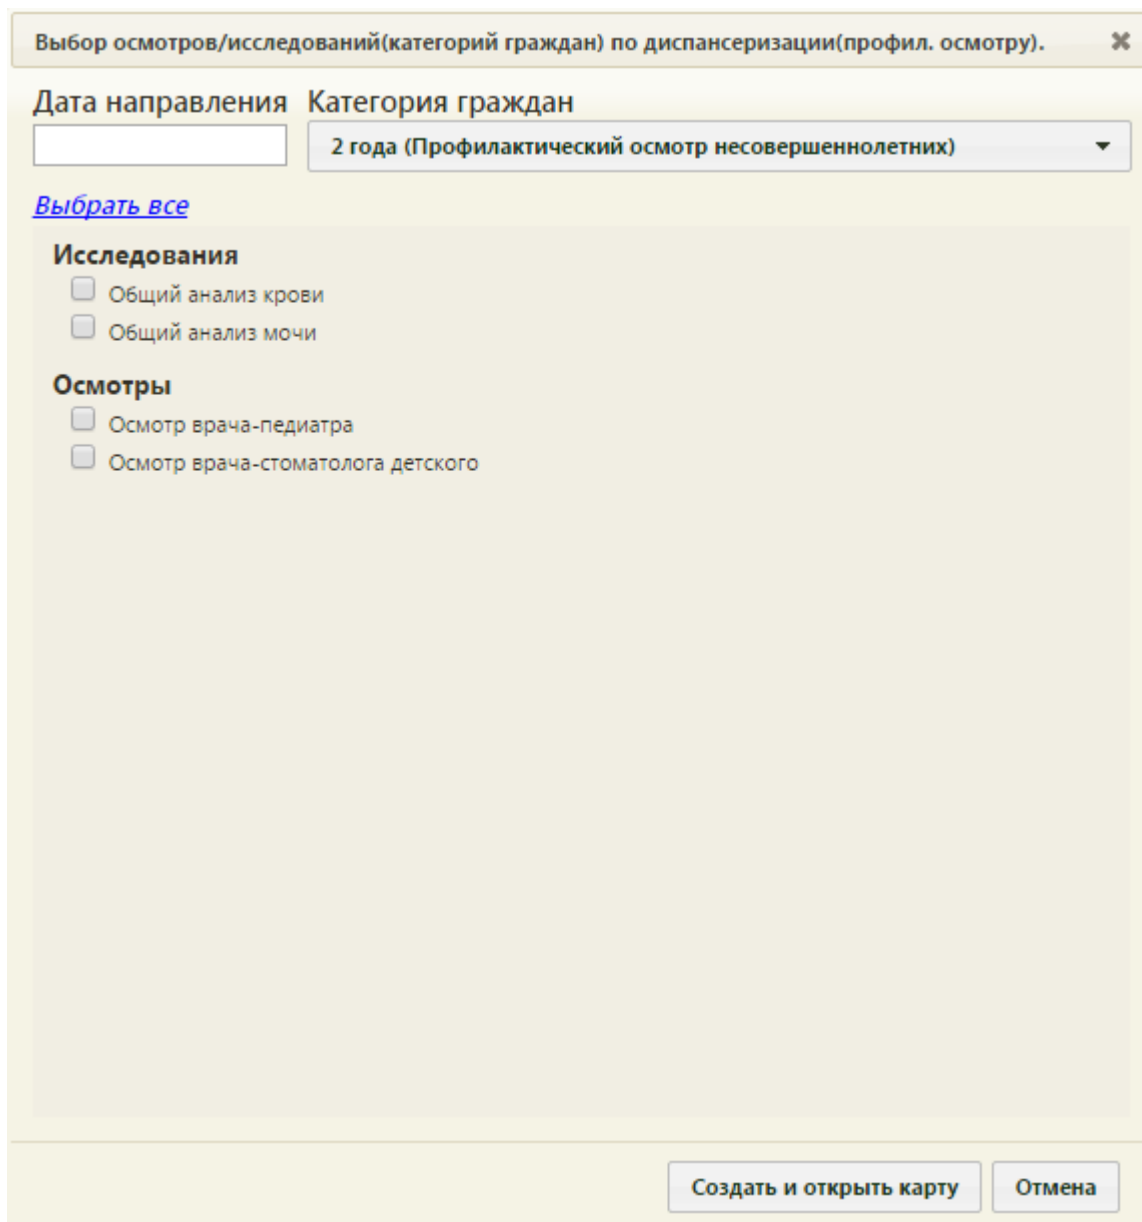 Выбор осмотров/исследований(категорий граждан) по диспансеризации(профил. осмотру).
Дата направления Категория граждан
2 года (Профилактический осмотр несовершеннолетних)
Выбрать все
Исследования
Общий анализ крови
Общий анализ мочи
Осмотры
Осмотр врача-педиатра
Осмотр врача-стоматолога детского
Создать и открыть карту Отмена